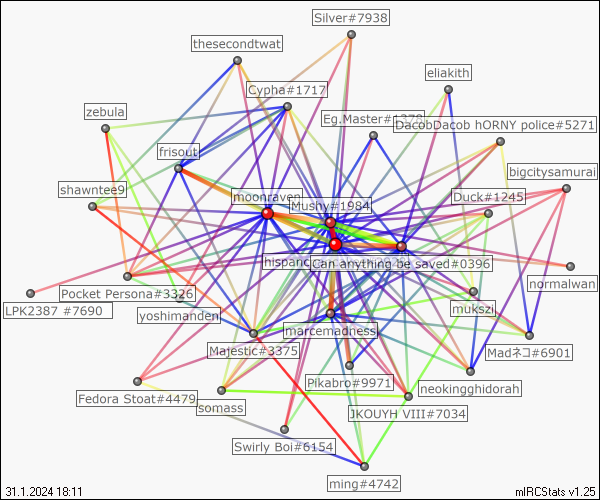 Silver#7938
thesecondtwat
eliakith
Cypha#1717
zebula
Eg.Master#1378
DacobDacob hORNY police#5271
frisout
bigcitysamurai
shawntee9
moonraven
Mushy#1984
Duck#1245
hispanic
Can anything be saved#0396
normalwan
LPK2387 #7690
Pocket Persona#3326
yoshimanden
mukszi
marcemadness
Majestic#3375
Madネコ#6901
Pikabro#9971
neokingghidorah
Fedora Stoat#4479
somass
JKOUYH VIII#7034
Swirly Boi#6154
ming#4742
31.1.2024 18:11
mIRCStats v1.25